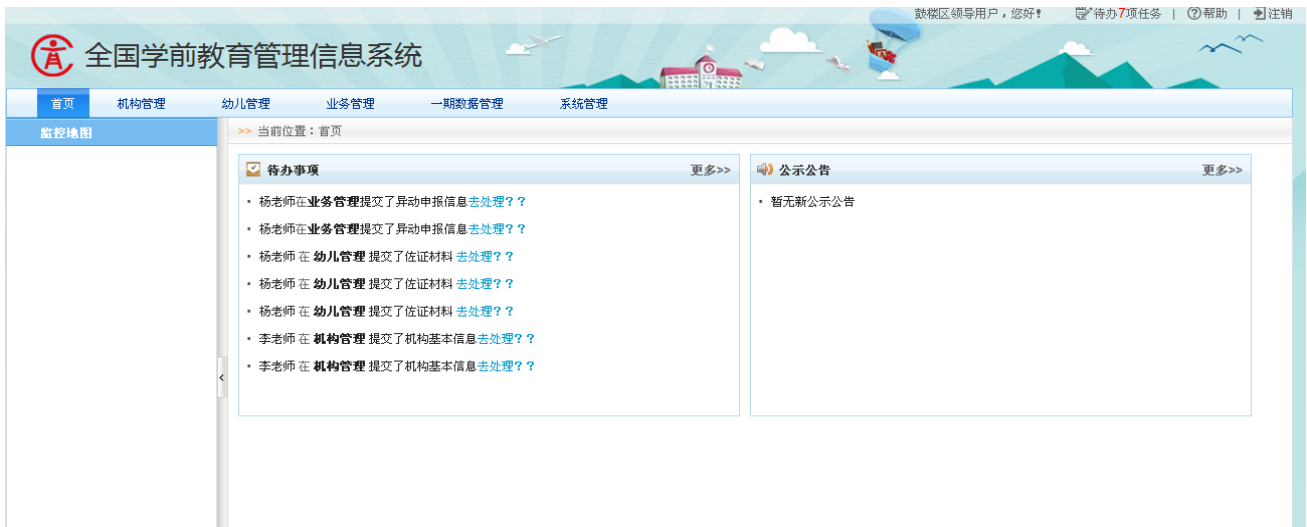 鼓楼区领导用户，您好！ 待办7项任务 | ?帮助 | 注销
全国学前教育管理信息系统
首页 机构管理 幼儿管理 业务管理 一期数据管理 系统管理
监控地图
>> 当前位置：首页
待办事项 更多>>
杨老师在业务管理提交了异动申报信息去处理？？
杨老师在业务管理提交了异动申报信息去处理？？
杨老师 在 幼儿管理 提交了佐证材料 去处理？？
杨老师 在 幼儿管理 提交了佐证材料 去处理？？
杨老师 在 幼儿管理 提交了佐证材料 去处理？？
李老师 在 机构管理 提交了机构基本信息去处理？？
李老师 在 机构管理 提交了机构基本信息去处理？？
公示公告 更多>>
暂无新公示公告